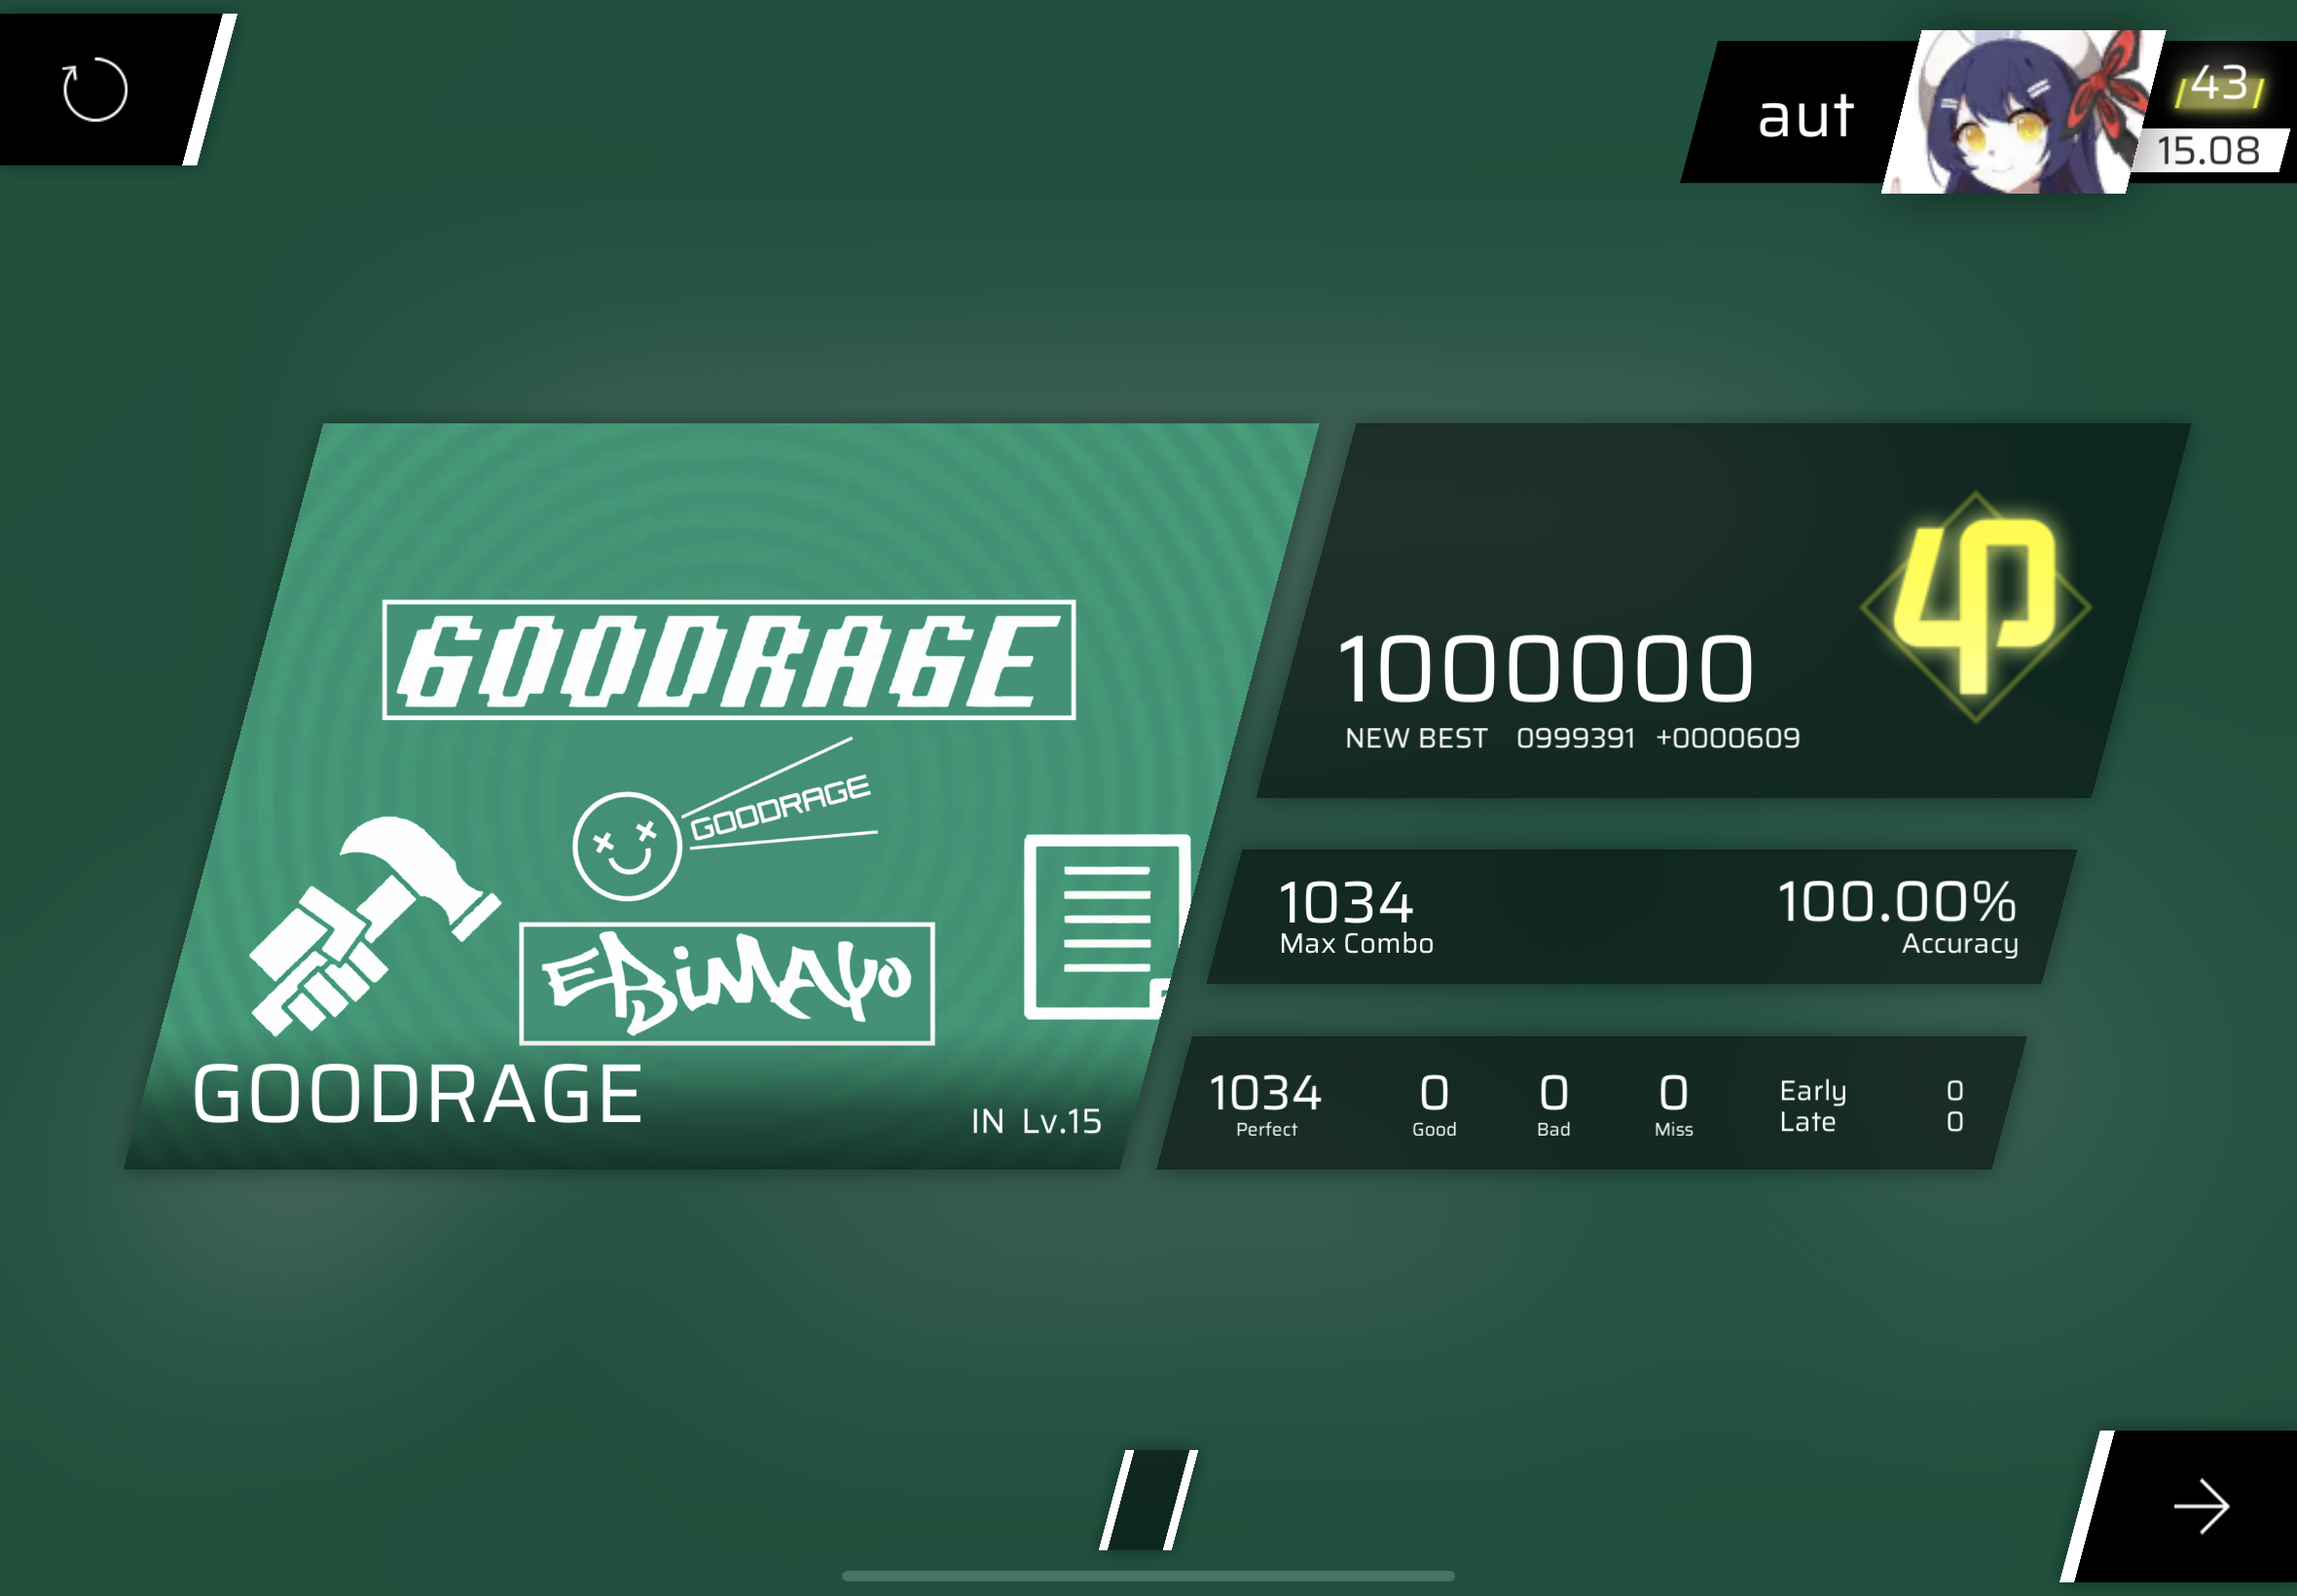 aut
43
15.08
GOODRAGE
GOODRAGE
EBiMAYO
GOODRAGE
IN Lv.15
1000000
NEW BEST 0999391 +0000609
φ
1034
Max Combo
100.00%
Accuracy
1034 0 0 0
Perfect Good Bad Miss
Early 0
Late 0